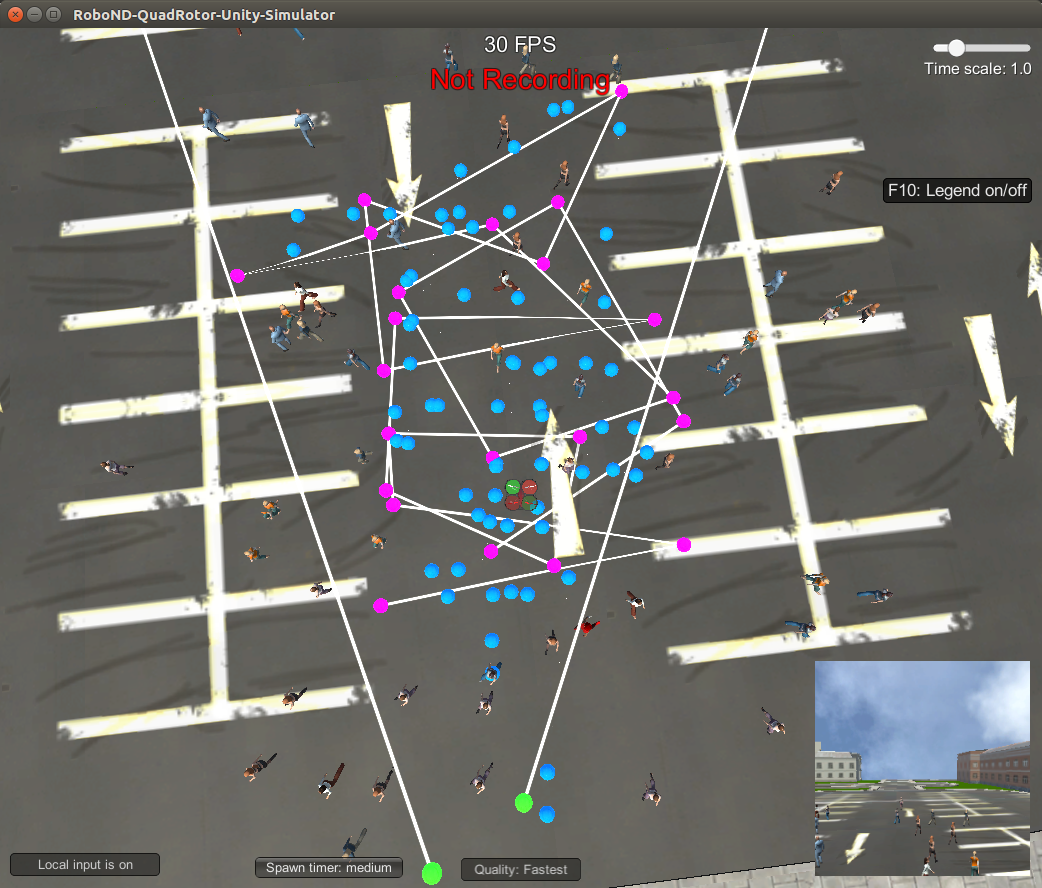 RoboND-QuadRotor-Unity-Simulator
30 FPS
Not Recording
Time scale: 1.0
F10: Legend on/off
Local input is on
Spawn timer: medium
Quality: Fastest